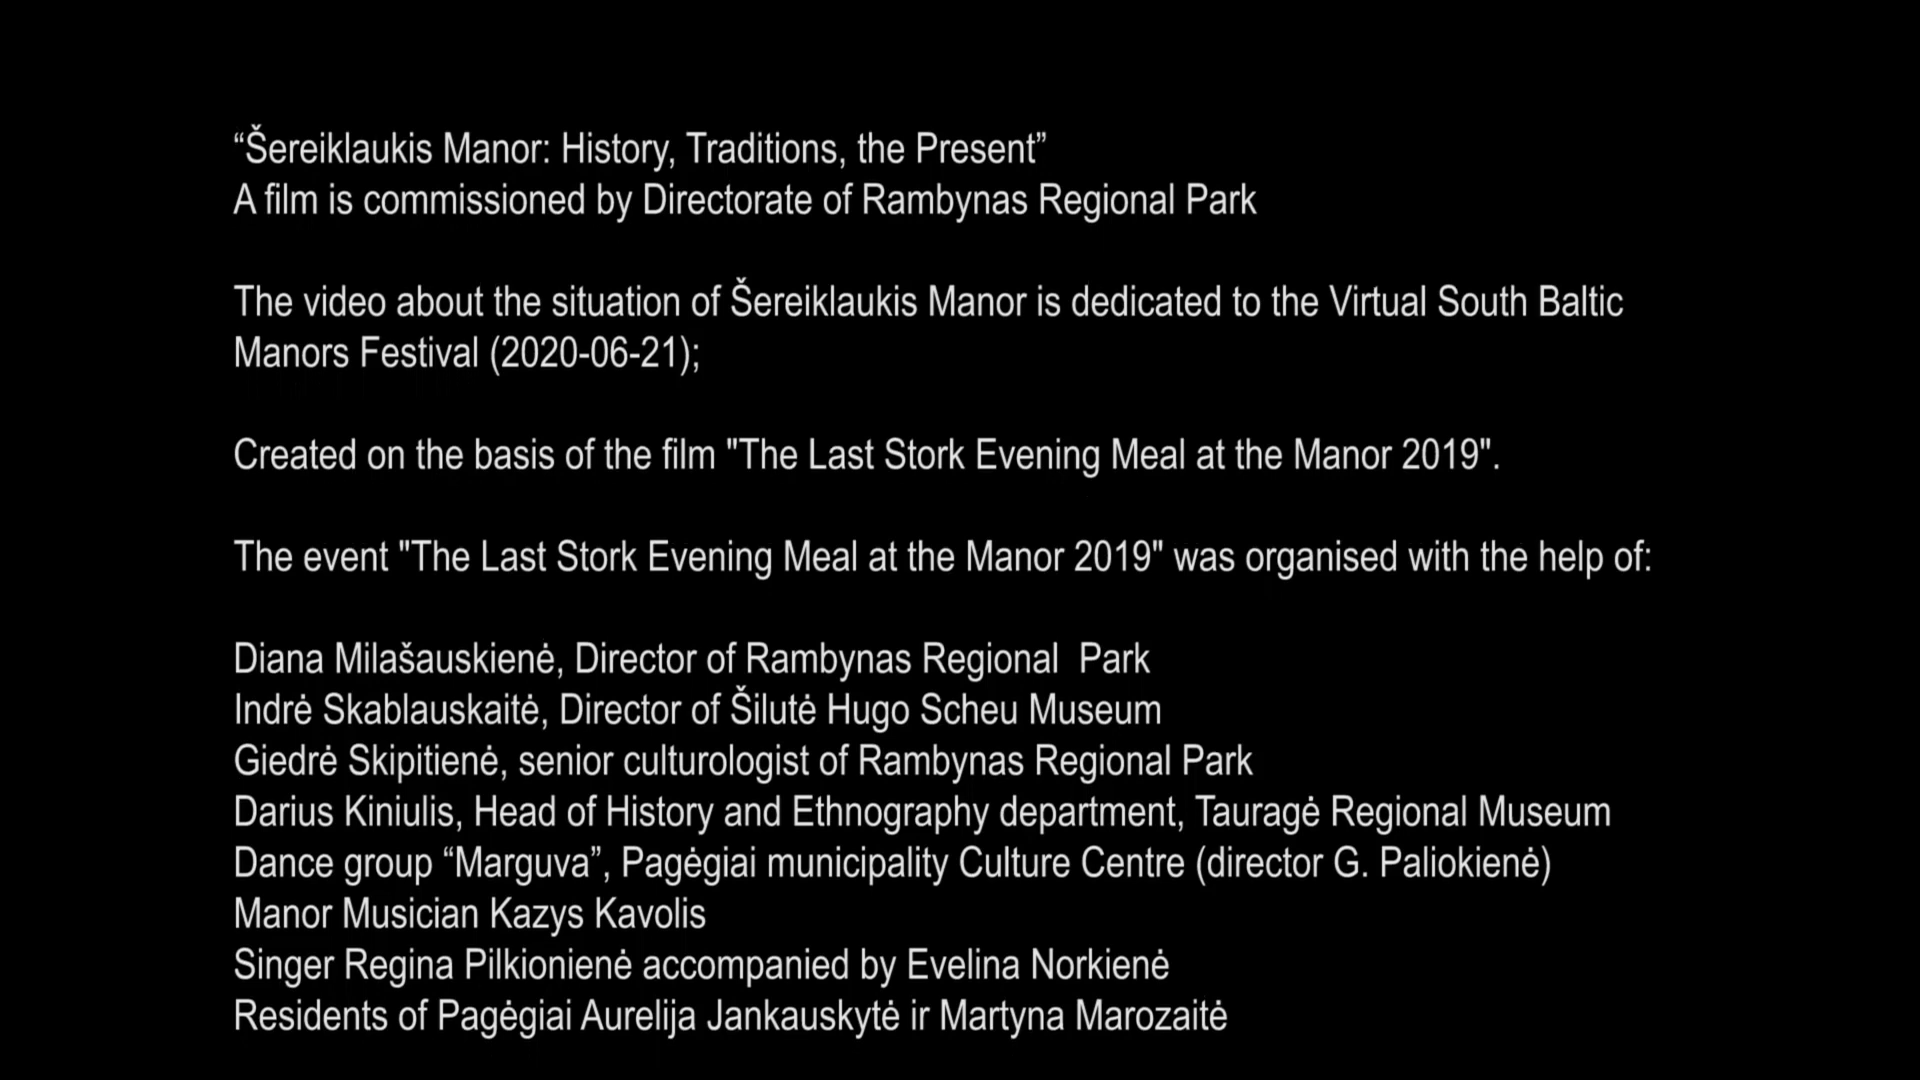 “Šereiklaukis Manor: History, Traditions, the Present”
A film is commissioned by Directorate of Rambynas Regional Park
The video about the situation of Šereiklaukis Manor is dedicated to the Virtual South Baltic
Manors Festival (2020-06-21);
Created on the basis of the film "The Last Stork Evening Meal at the Manor 2019".
The event "The Last Stork Evening Meal at the Manor 2019" was organised with the help of:
Diana Milašauskienė, Director of Rambynas Regional  Park
Indrė Skablauskaitė, Director of Šilutė Hugo Scheu Museum
Giedrė Skipitienė, senior culturologist of Rambynas Regional Park
Darius Kiniulis, Head of History and Ethnography department, Tauragė Regional Museum
Dance group “Marguva”, Pagėgiai municipality Culture Centre (director G. Paliokienė)
Manor Musician Kazys Kavolis
Singer Regina Pilkionienė accompanied by Evelina Norkienė
Residents of Pagėgiai Aurelija Jankauskytė ir Martyna Marozaitė